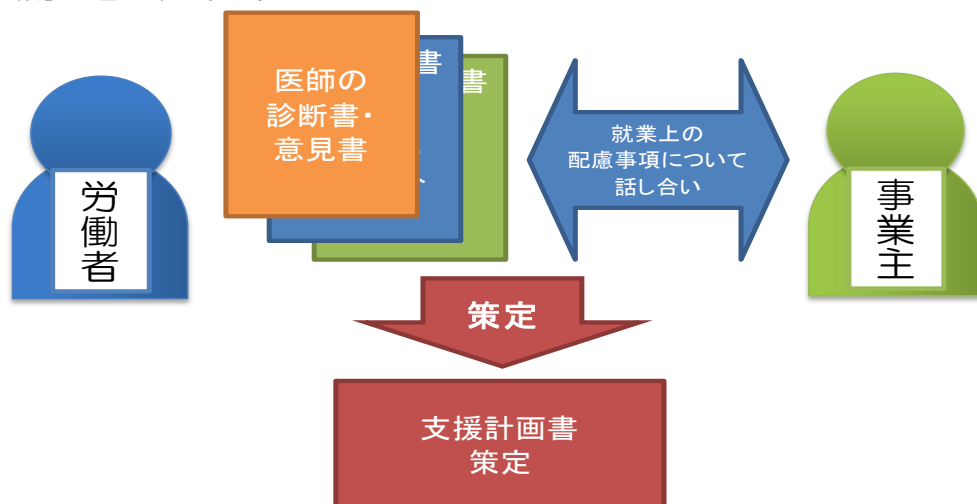 医師の
診断書・
意見書
書
書
就業上の
配慮事項について
話し合い
労働者
事業主
策定
支援計画書
策定